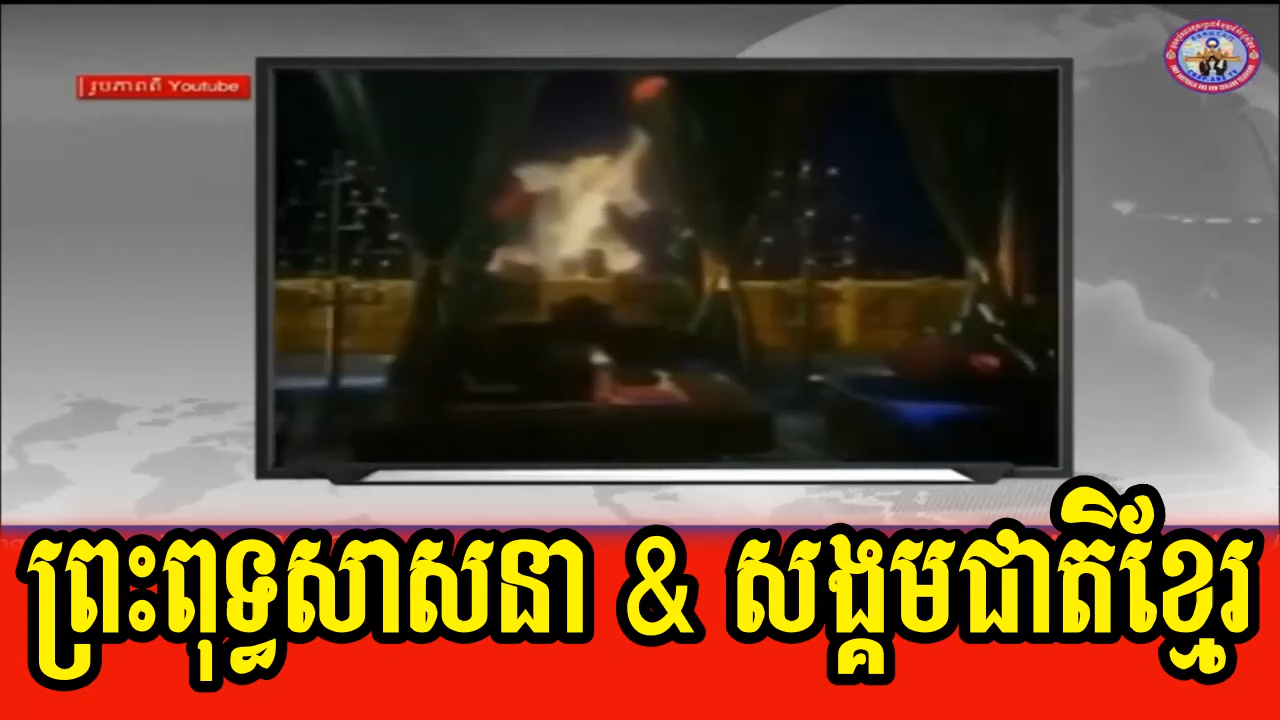 រូបភាពពី Youtube
ព្រះពុទ្ធសាសនា & សង្គមជាតិខ្មែរ